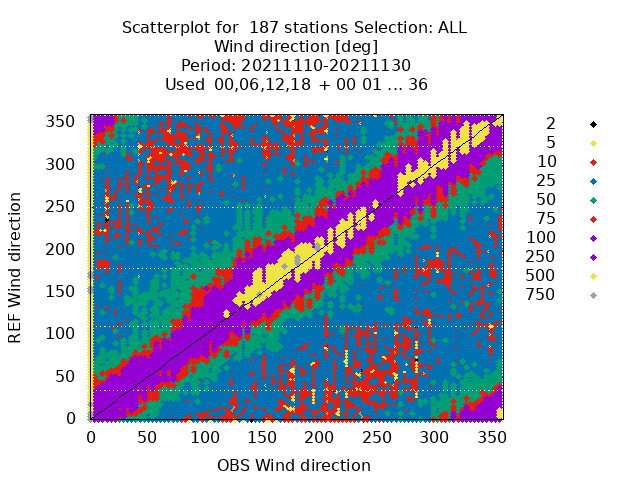 Scatterplot for  187 stations Selection: ALL
Wind direction [deg]
Period: 20211110-20211130
Used  00,06,12,18 + 00 01 ... 36
350
300
250
200
150
100
50
0
REF Wind direction
0 50 100 150 200 250 300 350
OBS Wind direction
2
5
10
25
50
75
100
250
500
750